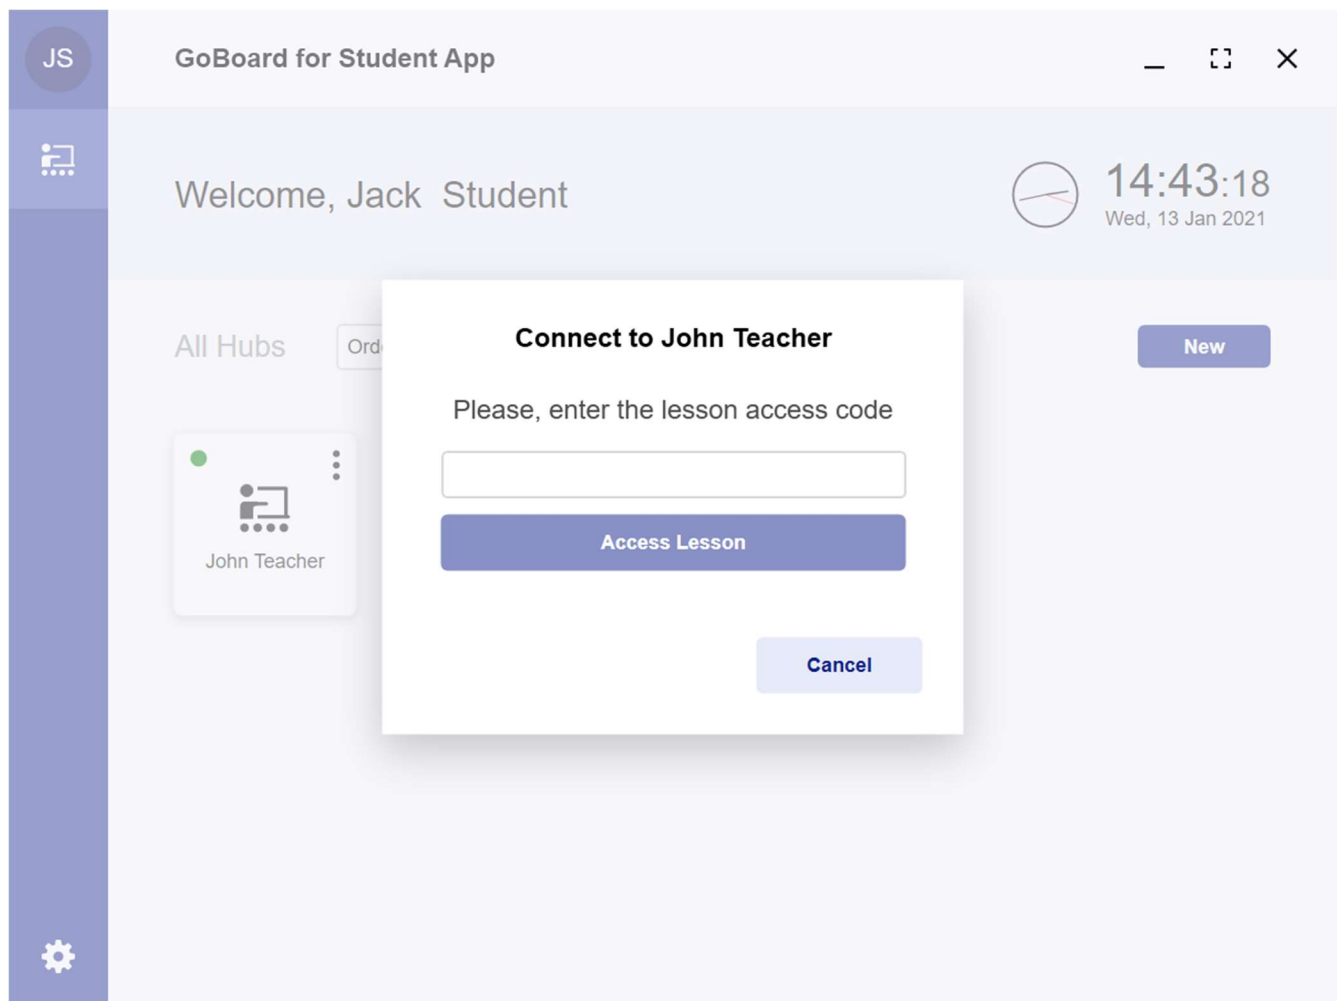 JS
GoBoard for Student App
Welcome, Jack Student
14:43:18
Wed, 13 Jan 2021
All Hubs
New
John Teacher
Connect to John Teacher
Please, enter the lesson access code
Access Lesson
Cancel